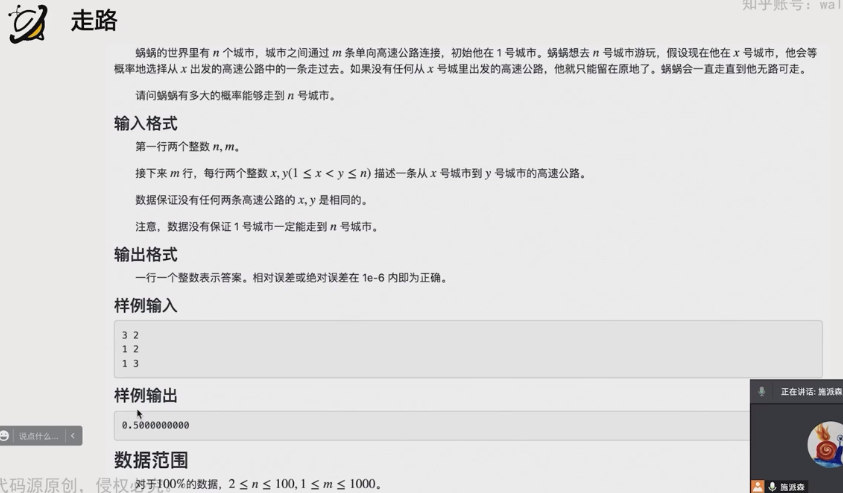 知乎账号：wal
走路
蜗蜗的世界里有 n 个城市，城市之间通过 m 条单向高速公路连接，初始他在 1 号城市。蜗蜗想去 n 号城市游玩，假设现在他在 x 号城市，他会等
概率地选择从 x 出发的高速公路中的一条走过去。如果没有任何从 x 号城里出发的高速公路，他就只能留在原地了。蜗蜗会一直走直到他无路可走。
请问蜗蜗有多大的概率能够走到 n 号城市。
输入格式
第一行两个整数 n, m。
接下来 m 行，每行两个整数 x, y(1 ≤ x < y ≤ n) 描述一条从 x 号城市到 y 号城市的高速公路。
数据保证没有任何两条高速公路的 x, y 是相同的。
注意，数据没有保证 1 号城市一定能走到 n 号城市。
输出格式
一行一个整数表示答案。相对误差或绝对误差在 1e-6 内即为正确。
样例输入
3 2
1 2
1 3
样例输出
0.5000000000
正在讲话: 施派森
说点什么...
数据范围
对于100%的数据，2 ≤ n ≤ 100, 1 ≤ m ≤ 1000。
代码源原创，侵权必究。
施派森